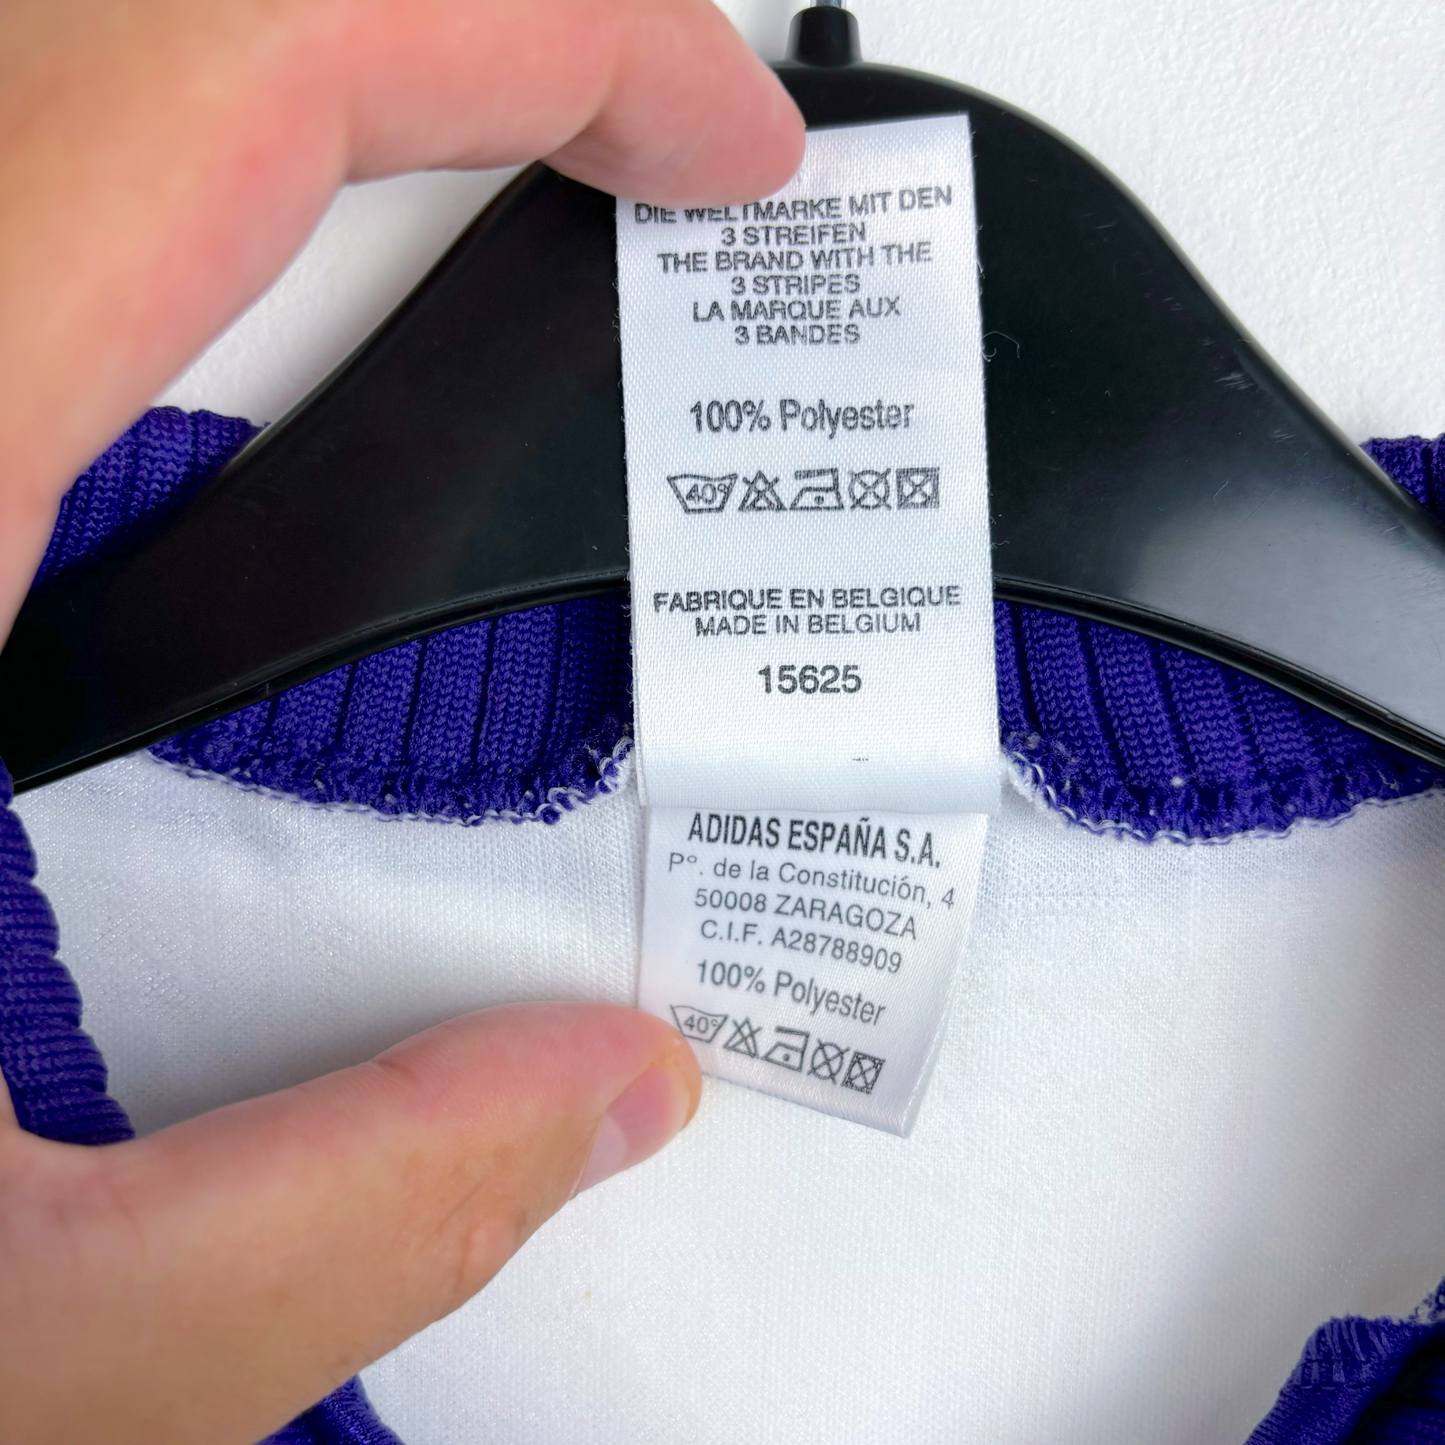 DIE WELTMARKE MIT DEN
3 STREIFEN
THE BRAND WITH THE
3 STRIPES
LA MARQUE AUX
3 BANDES
100% Polyester
40°
FABRIQUE EN BELGIQUE
MADE IN BELGIUM
15625
ADIDAS ESPAÑA S.A.
Pº. de la Constitución, 4
50008 ZARAGOZA
C.I.F. A28788909
100% Polyester
40°